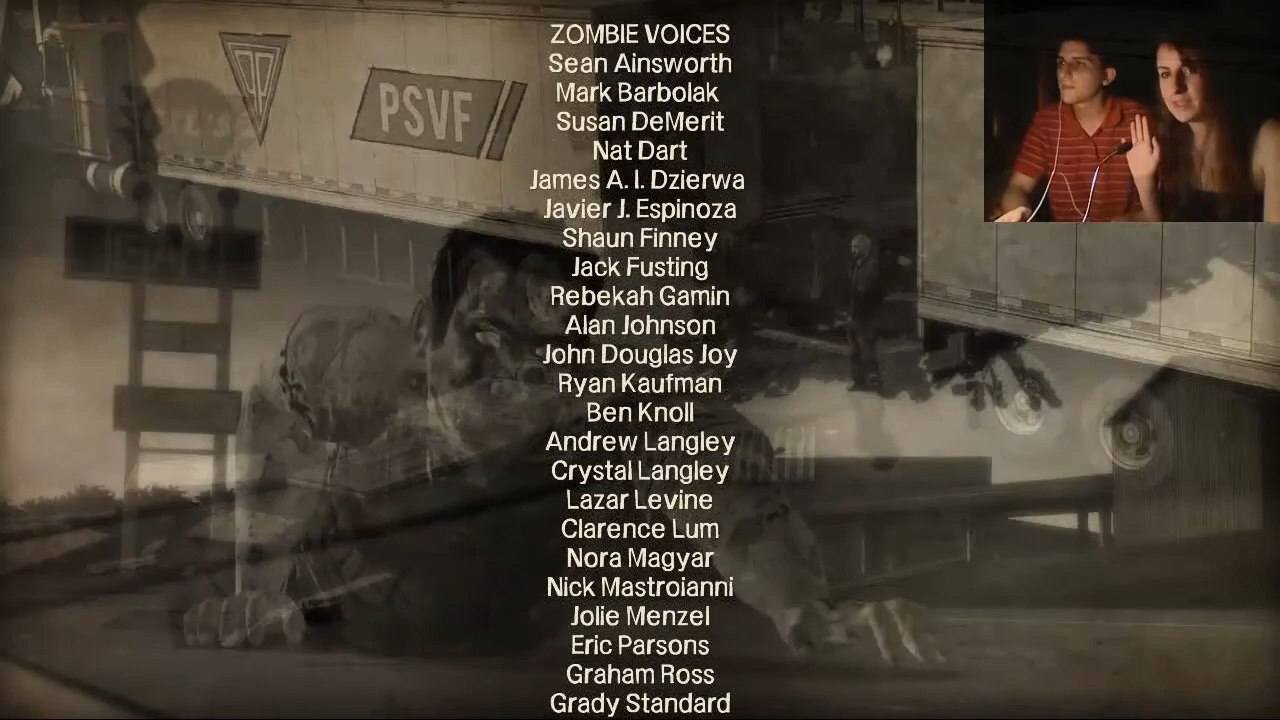 ZOMBIE VOICES
Sean Ainsworth
Mark Barbolak
Susan DeMerit
Nat Dart
James A. I. Dzierwa
Javier J. Espinoza
Shaun Finney
Jack Fusting
Rebekah Gamin
Alan Johnson
John Douglas Joy
Ryan Kaufman
Ben Knoll
Andrew Langley
Crystal Langley
Lazar Levine
Clarence Lum
Nora Magyar
Nick Mastroianni
Jolie Menzel
Eric Parsons
Graham Ross
Grady Standard
PSVF